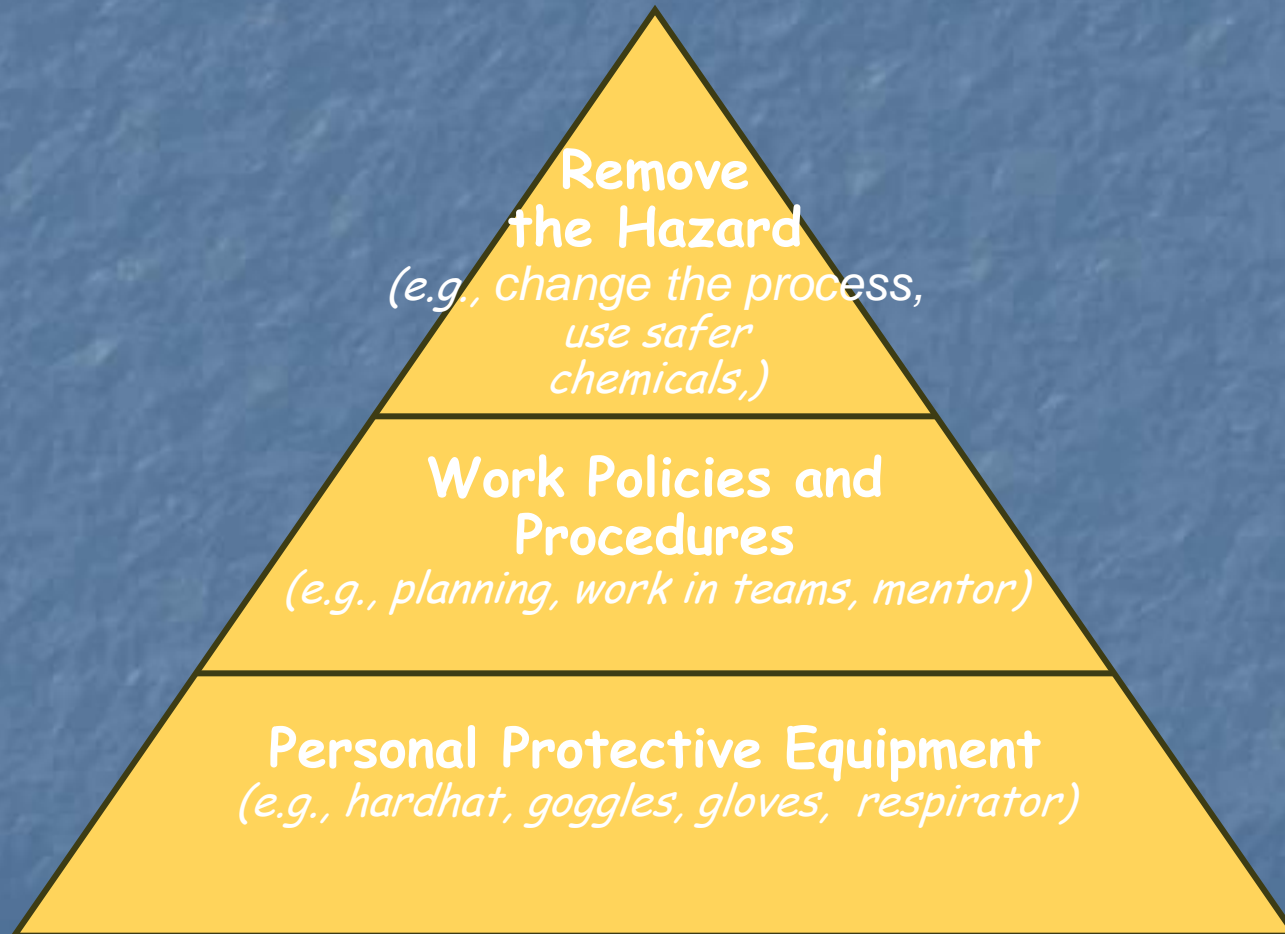 Remove
the Hazard
(e.g., change the process,
use safer
chemicals,)
Work Policies and
Procedures
(e.g., planning, work in teams, mentor)
Personal Protective Equipment
(e.g., hardhat, goggles, gloves,  respirator)